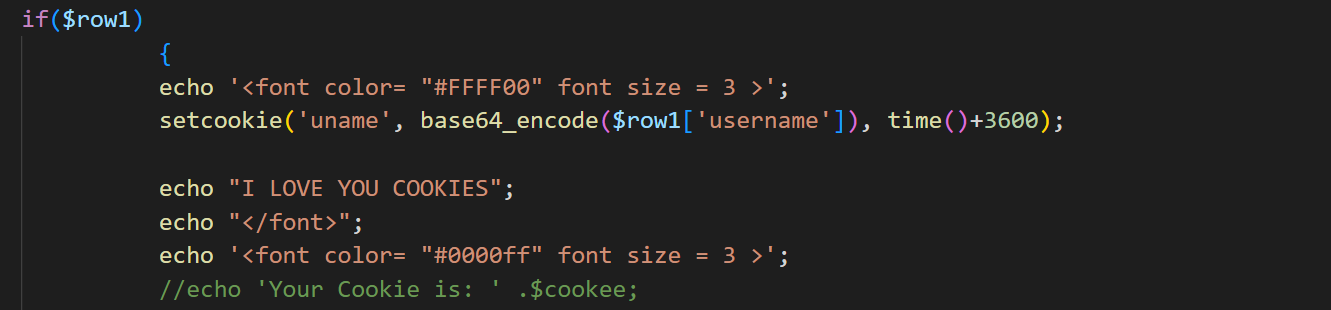 if($row1)
{
echo '<font color= "#FFFF00" font size = 3 >';
setcookie('uname', base64_encode($row1['username']), time()+3600);
echo "I LOVE YOU COOKIES";
echo "</font>";
echo '<font color= "#0000ff" font size = 3 >';
//echo 'Your Cookie is: ' .$cookee;